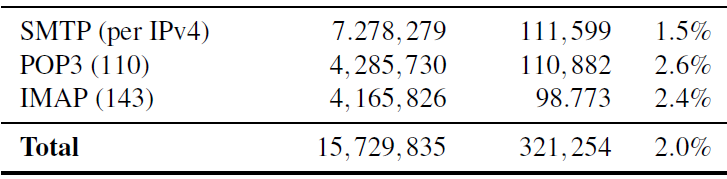 SMTP (per IPv4) 7.278,279 111,599 1.5%
POP3 (110) 4,285,730 110,882 2.6%
IMAP (143) 4,165,826 98.773 2.4%
Total 15,729,835 321,254 2.0%